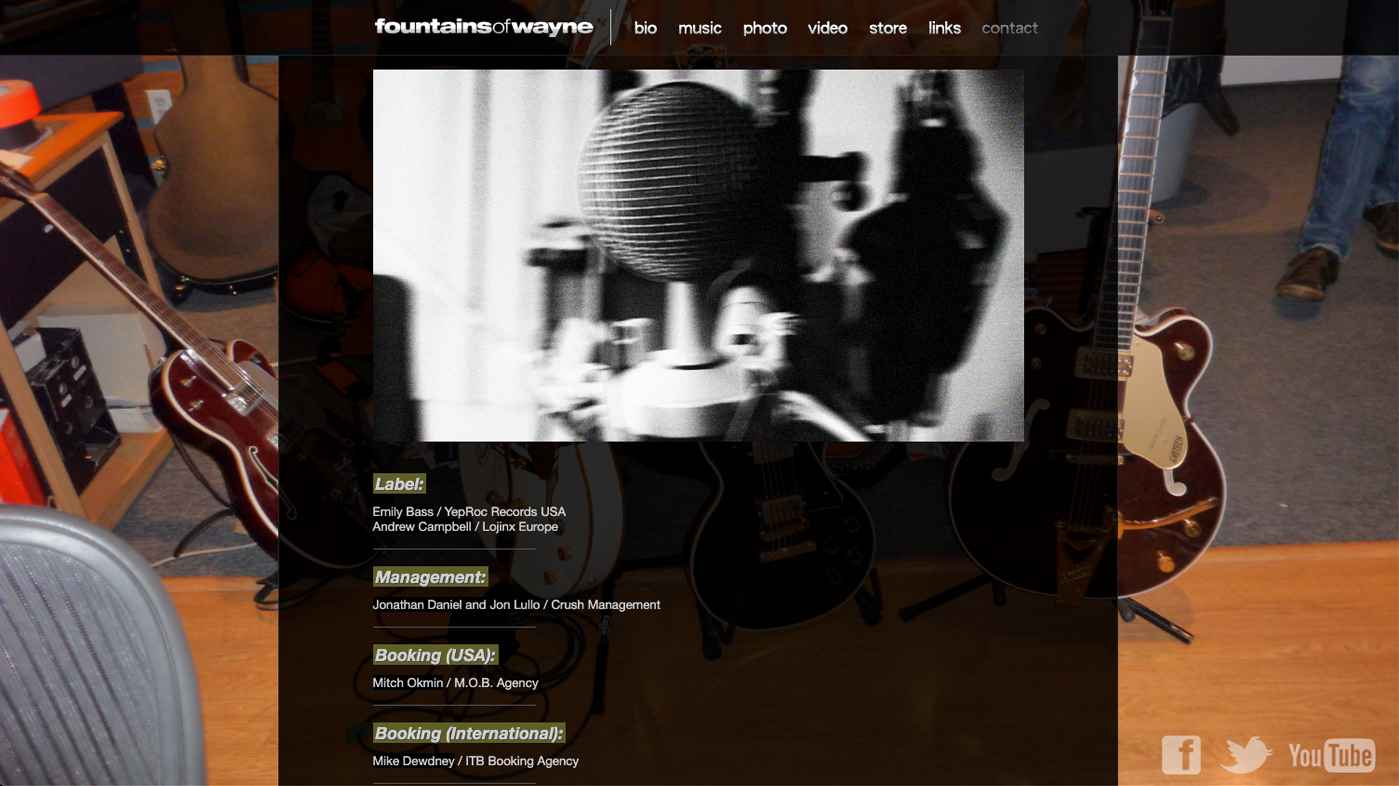 fountainsofwayne
bio music photo video store links contact
Label:
Emily Bass / YepRoc Records USA
Andrew Campbell / Lojinx Europe
Management:
Jonathan Daniel and Jon Lullo / Crush Management
Booking (USA):
Mitch Okmin / M.O.B. Agency
Booking (International):
Mike Dewdney / ITB Booking Agency
GRETSCH
f
YouTube